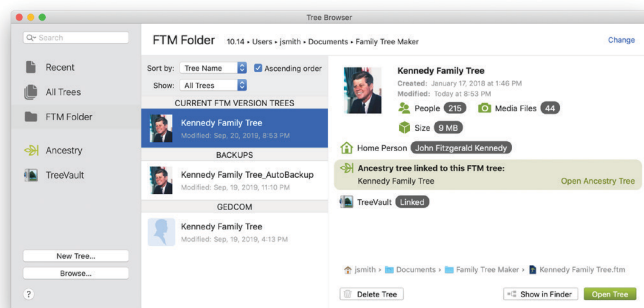 Tree Browser
Search
Recent
All Trees
FTM Folder
Ancestry
TreeVault
New Tree...
Browse...
?
FTM Folder 10.14 • Users • jsmith • Documents • Family Tree Maker
Change
Sort by: Tree Name Ascending order
Show: All Trees
CURRENT FTM VERSION TREES
Kennedy Family Tree
Modified: Sep, 20, 2019, 8:53 PM
BACKUPS
Kennedy Family Tree_AutoBackup
Modified: Sep, 19, 2019, 11:10 PM
GEDCOM
Kennedy Family Tree
Modified: Sep, 19, 2019, 4:13 PM
Kennedy Family Tree
Created: January 17, 2018 at 1:46 PM
Modified: Today at 8:53 PM
People 215 Media Files 44
Size 9 MB
Home Person John Fitzgerald Kennedy
Ancestry tree linked to this FTM tree:
Kennedy Family Tree Open Ancestry Tree
TreeVault Linked
jsmith ▸ Documents ▸ Family Tree Maker ▸ Kennedy Family Tree.ftm
Delete Tree Show in Finder Open Tree